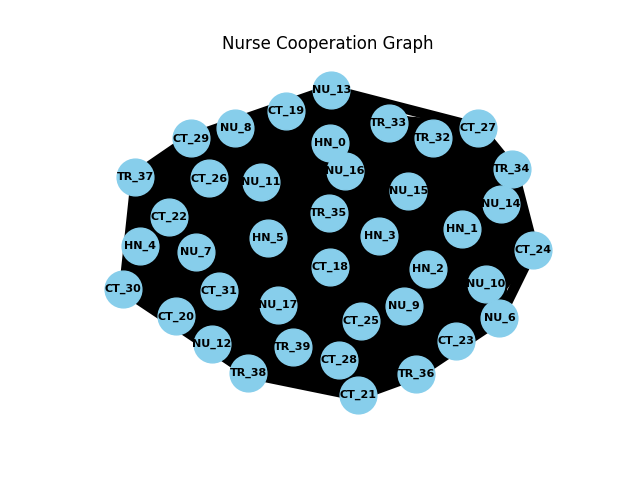 Nurse Cooperation Graph
NU_13
CT_19
TR_33
NU_8
CT_27
CT_29
TR_32
HN_0
TR_34
NU_16
TR_37
CT_26
NU_11
NU_15
NU_14
TR_35
CT_22
HN_1
HN_3
HN_5
HN_4
CT_24
NU_7
CT_18
HN_2
NU_10
CT_30
CT_31
NU_17
NU_9
CT_20
NU_6
CT_25
CT_23
NU_12
TR_39
CT_28
TR_38
TR_36
CT_21